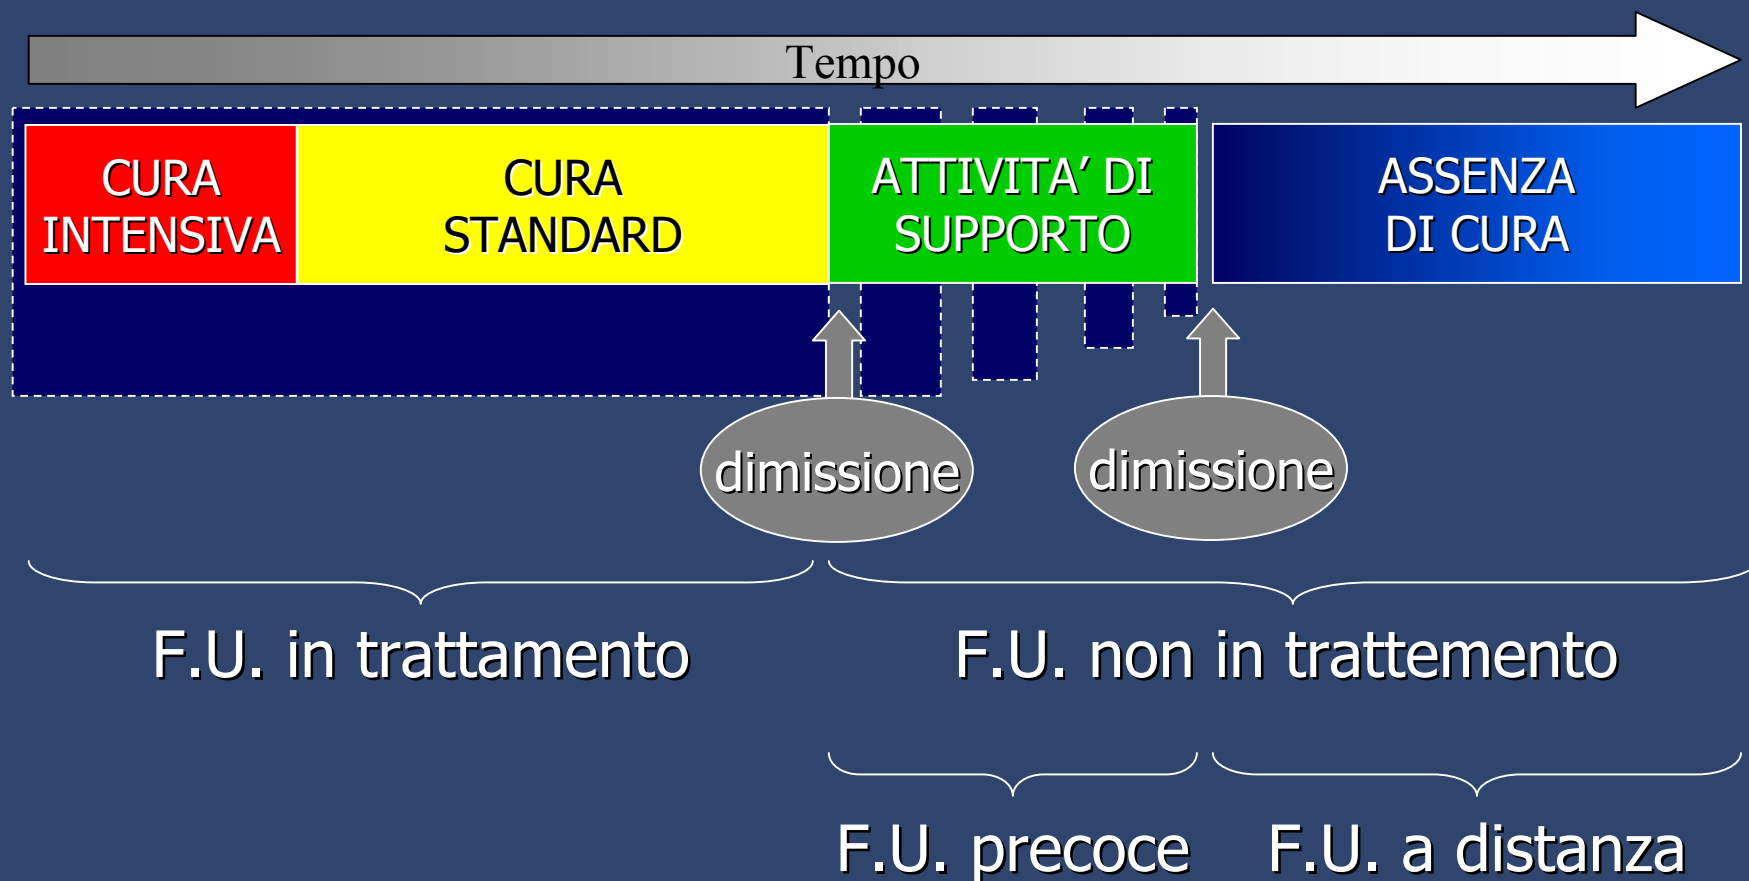 Tempo
CURA
INTENSIVA
CURA
STANDARD
ATTIVITA’ DI
SUPPORTO
ASSENZA
DI CURA
dimissione
dimissione
F.U. in trattamento
F.U. non in trattemento
F.U. precoce
F.U. a distanza